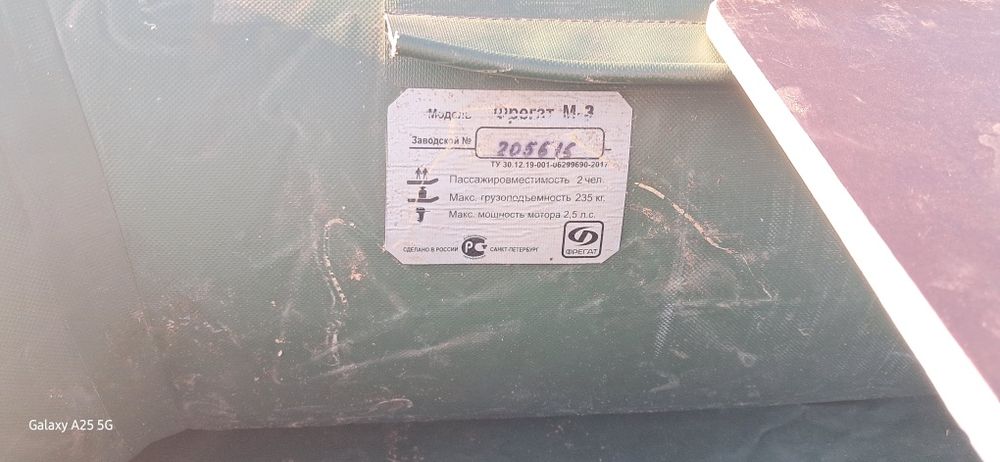 Модель Фрегат М-3
Заводской № 205615
ТУ 30.12.19-001-06299690-2017
Пассажировместимость 2 чел.
Макс. грузоподъемность 235 кг.
Макс. мощность мотора 2,5 л.с.
СДЕЛАНО В РОССИИ РС САНКТ-ПЕТЕРБУРГ
ФРЕГАТ
Galaxy A25 5G